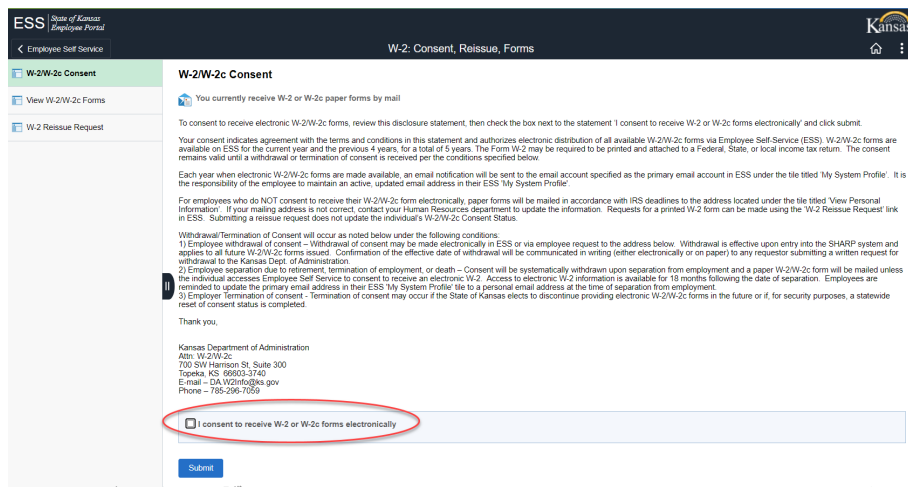 ESS State of Kansas
Employee Portal
Kansas
Employee Self Service
W-2: Consent, Reissue, Forms
W-2/W-2c Consent
View W-2/W-2c Forms
W-2 Reissue Request
W-2/W-2c Consent
You currently receive W-2 or W-2c paper forms by mail
To consent to receive electronic W-2/W-2c forms, review this disclosure statement, then check the box next to the statement 'I consent to receive W-2 or W-2c forms electronically' and click submit.
Your consent indicates agreement with the terms and conditions in this statement and authorizes electronic distribution of all available W-2/W-2c forms via Employee Self-Service (ESS). W-2/W-2c forms are
available on ESS for the current year and the previous 4 years, for a total of 5 years. The Form W-2 may be required to be printed and attached to a Federal, State, or local income tax return. The consent
remains valid until a withdrawal or termination of consent is received per the conditions specified below.
Each year when electronic W-2/W-2c forms are made available, an email notification will be sent to the email account specified as the primary email account in ESS under the tile titled 'My System Profile'. It is
the responsibility of the employee to maintain an active, updated email address in their ESS 'My System Profile'.
For employees who do NOT consent to receive their W-2/W-2c form electronically, paper forms will be mailed in accordance with IRS deadlines to the address located under the tile titled 'View Personal
Information'. If your mailing address is not correct, contact your Human Resources department to update the information. Requests for a printed W-2 form can be made using the 'W-2 Reissue Request' link
in ESS. Submitting a reissue request does not update the individual's W-2/W-2c Consent Status.
Withdrawal/Termination of Consent will occur as noted below under the following conditions:
1) Employee withdrawal of consent – Withdrawal of consent may be made electronically in ESS or via employee request to the address below. Withdrawal is effective upon entry into the SHARP system and
applies to all future W-2/W-2c forms issued. Confirmation of the effective date of withdrawal will be communicated in writing (either electronically or on paper) to any requestor submitting a written request for
withdrawal to the Kansas Dept. of Administration.
2) Employee separation due to retirement, termination of employment, or death – Consent will be systematically withdrawn upon separation from employment and a paper W-2/W-2c form will be mailed unless
the individual accesses Employee Self Service to consent to receive an electronic W-2. Access to electronic W-2 information is available for 18 months following the date of separation. Employees are
reminded to update the primary email address in their ESS 'My System Profile' tile to a personal email address at the time of separation from employment.
3) Employer Termination of consent - Termination of consent may occur if the State of Kansas elects to discontinue providing electronic W-2/W-2c forms in the future or if, for security purposes, a statewide
reset of consent status is completed.
Thank you,
Kansas Department of Administration
Attn: W-2/W-2c
700 SW Harrison St, Suite 300
Topeka, KS 66603-3740
E-mail – DA.W2Info@ks.gov
Phone – 785-296-7059
I consent to receive W-2 or W-2c forms electronically
Submit